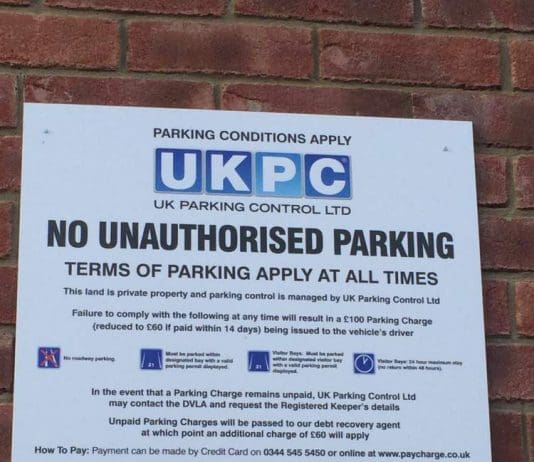 PARKING CONDITIONS APPLY
UKPC
UK PARKING CONTROL LTD
NO UNAUTHORISED PARKING
TERMS OF PARKING APPLY AT ALL TIMES
This land is private property and parking control is managed by UK Parking Control Ltd
Failure to comply with the following at any time will result in a £100 Parking Charge
(reduced to £60 if paid within 14 days) being issued to the vehicle's driver
No roadway parking.
21
Must be parked within
designated bay with a valid
parking permit displayed.
21
Visitor Bays: Must be parked
within designated bay with a
valid visitor parking permit
displayed.
Visitor Bays: 24 hour maximum stay
(no return within 48 hours).
In the event that a Parking Charge remains unpaid, UK Parking Control Ltd
may contact the DVLA and request the Registered Keeper's details
Unpaid Parking Charges will be passed to our debt recovery agent
at which point an additional charge of £60 will apply
How To Pay: Payment can be made by Credit Card on 0344 545 5450 or online at www.paycharge.co.uk